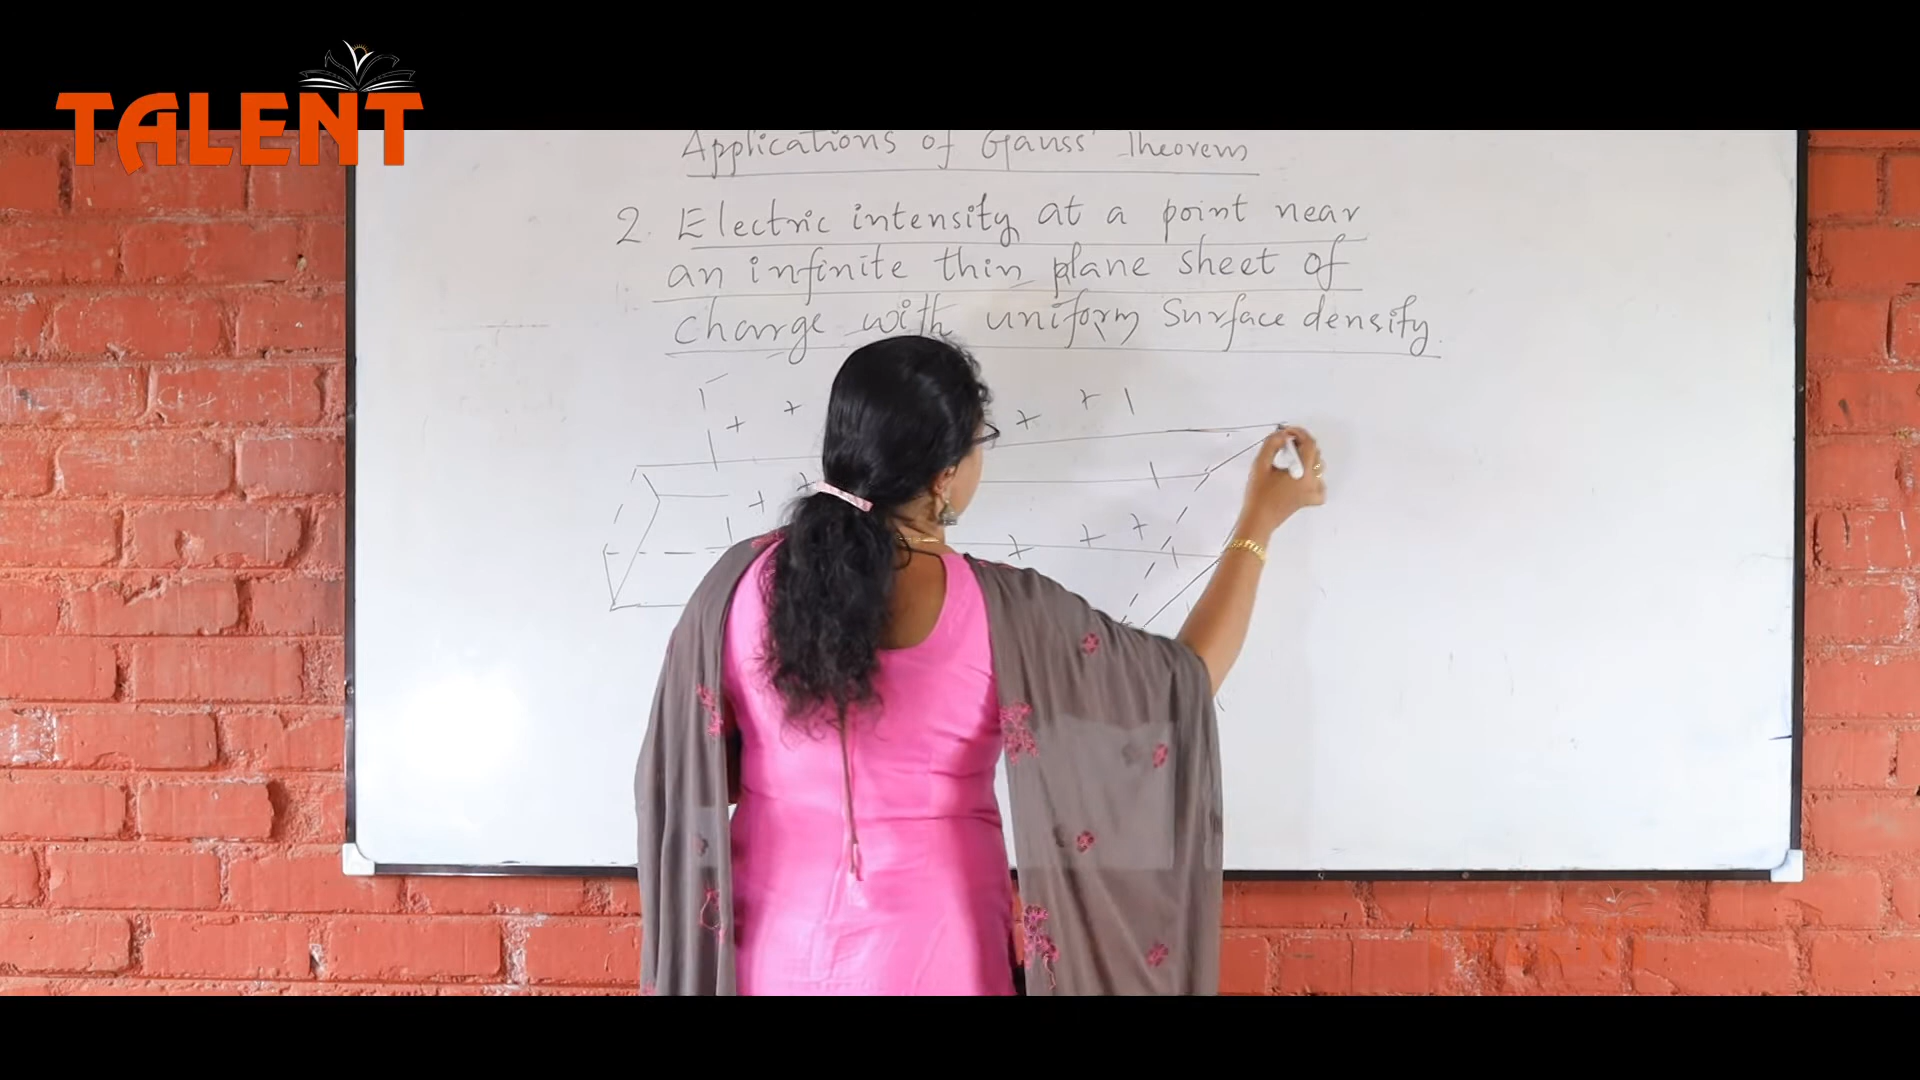 TALENT
Applications of Gauss' Theorem
2. Electric intensity at a point near
an infinite thin plane sheet of
charge with uniform surface density.
+ + + +
+ + + + +